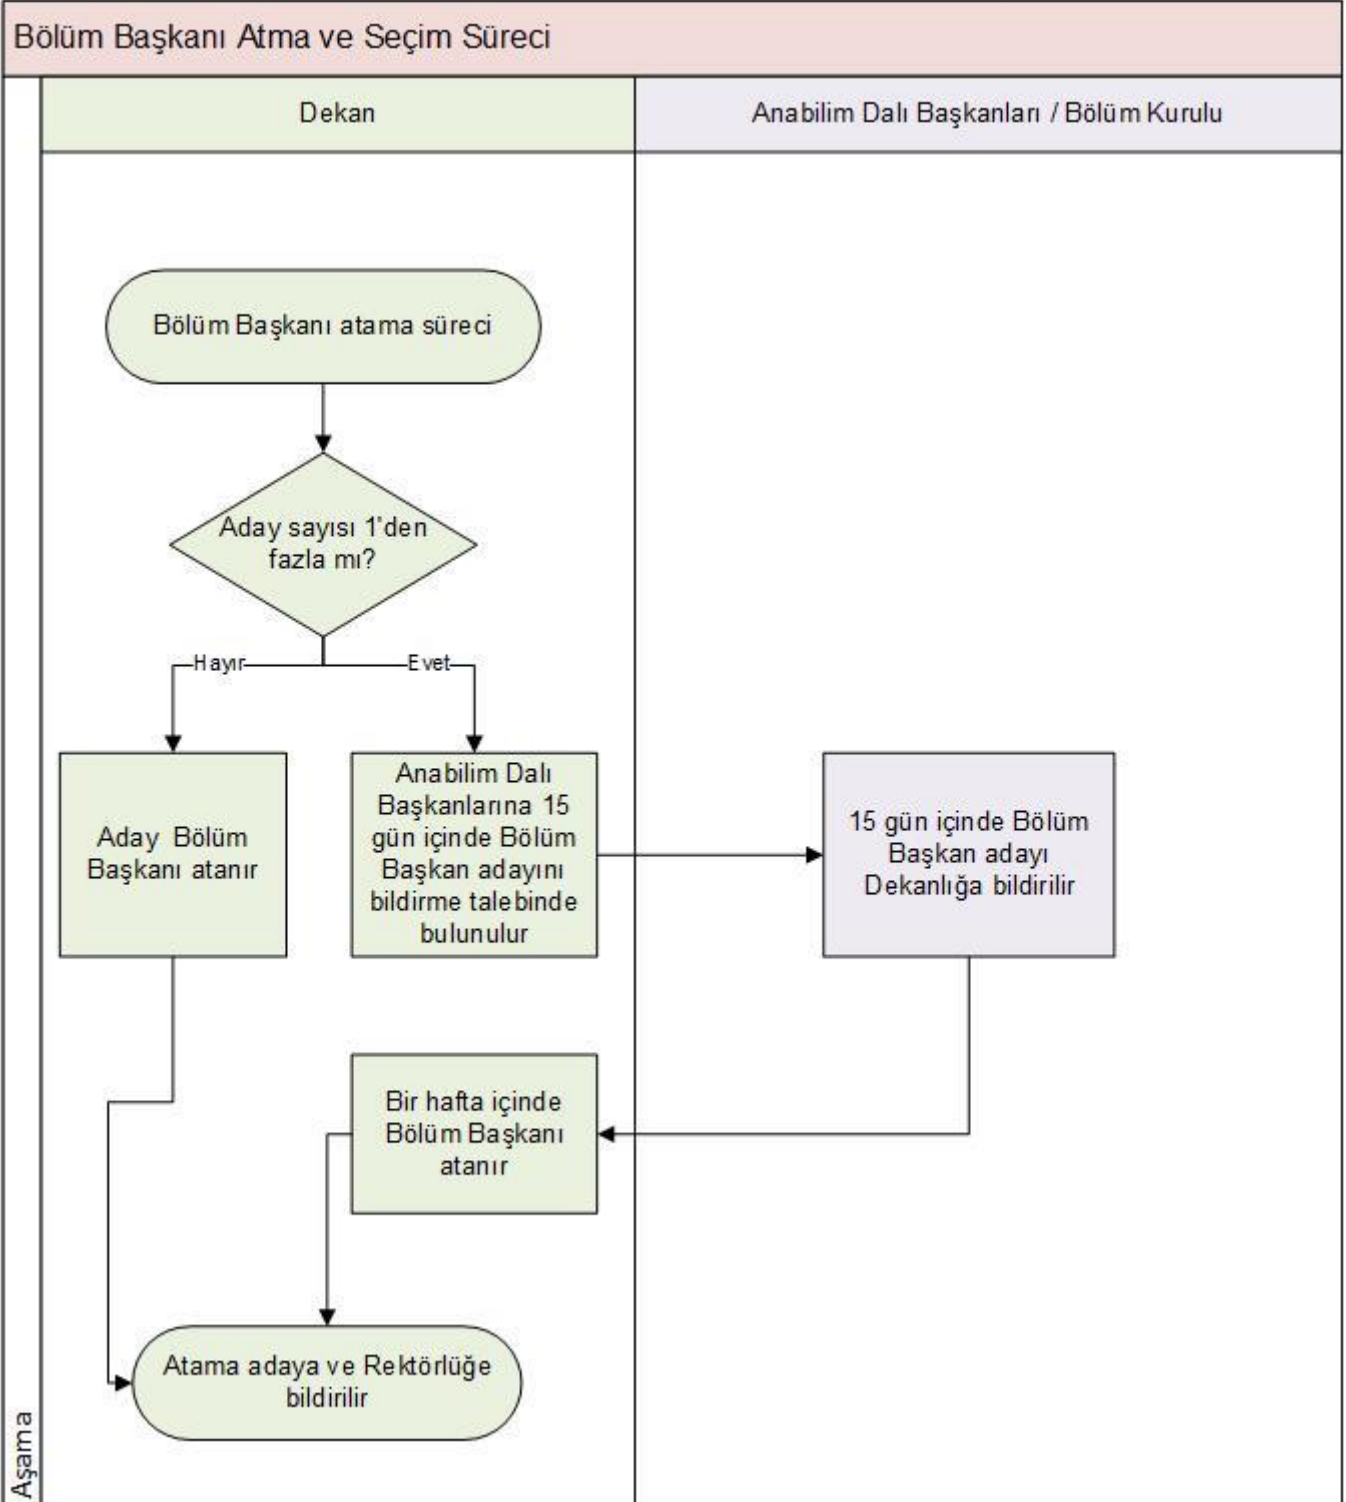 Bölüm Başkanı Atma ve Seçim Süreci
Dekan
Anabilim Dalı Başkanları / Bölüm Kurulu
Bölüm Başkanı atama süreci
Aday sayısı 1'den
fazla mı?
Hayır
Evet
Aday Bölüm
Başkanı atanır
Anabilim Dalı
Başkanlarına 15
gün içinde Bölüm
Başkan adayını
bildirme talebinde
bulunulur
15 gün içinde Bölüm
Başkan adayı
Dekanlığa bildirilir
Bir hafta içinde
Bölüm Başkanı
atanır
Atama adaya ve Rektörlüğe
bildirilir
Aşama